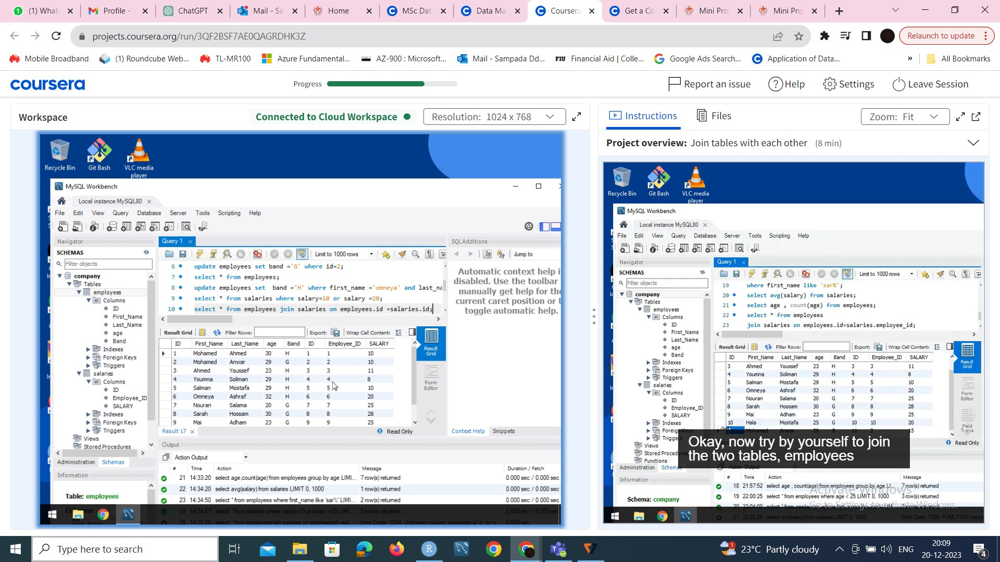 (1) Whats
Profile -
ChatGPT
Mail - Sa
Home
MSc Dat
Data Ma
Coursera
Get a Co
Mini Pro
Mini Pro
projects.coursera.org/run/3QF2BSF7AE0QAGRDHK3Z
Relaunch to update
Mobile Broadband
(1) Roundcube Web...
TL-MR100
Azure Fundamental...
AZ-900 : Microsoft...
Mail - Sampada Dd...
FIU Financial Aid | Colle...
Google Ads Search...
Application of Data...
»
All Bookmarks
coursera
Progress
Report an issue
Help
Settings
Leave Session
Workspace
Connected to Cloud Workspace
Resolution: 1024 x 768
Instructions
Files
Zoom: Fit
Project overview: Join tables with each other (8 min)
Recycle Bin
Git Bash
VLC media player
MySQL Workbench
Local instance MySQL80
File Edit View Query Database Server Tools Scripting Help
Navigator
SCHEMAS
Filter objects
company
Tables
employees
Columns
ID
First_Name
Last_Name
age
Band
Indexes
Foreign Keys
Triggers
salaries
Columns
ID
Employee_ID
SALARY
Indexes
Foreign Keys
Triggers
Views
Stored Procedures
Administration Schemas
Information
Table: employees
Query 1
Limit to 1000 rows
6 update employees set band ='G' where id=2;
7 select * from employees;
8 update employees set band ='H' where first_name ='omneya' and last_na
9 select * from salaries where salary=10 or salary =20;
10 select * from employees join salaries on employees.id =salaries.id;
Result Grid Filter Rows: Export: Wrap Cell Content:
ID First_Name Last_Name age Band ID Employee_ID SALARY
1 Mohamed Ahmed 30 H 1 1 10
2 Mohamed Anwar 29 G 2 2 10
3 Ahmed Youssef 23 H 3 3 11
4 Youmna Soliman 29 H 4 4 8
5 Salman Mostafa 29 H 5 5 10
6 Omneya Ashraf 32 H 6 6 20
7 Nouran Salama 20 G 7 7 25
8 Sarah Hossam 30 G 8 8 28
9 Mai Adham 23 G 9 9 25
Result Grid
Form Editor
Result 17
Read Only
SQLAdditions
Jump to
Automatic context help i
disabled. Use the toolbar
manually get help for the
current caret position or t
toggle automatic help.
Context Help Snippets
Output
Action Output
# Time Action Message Duration / Fetch
21 14:33:20 select age,count(age) from employees group by age LIMI... 7 row(s) returned 0.000 sec / 0.000 sec
22 14:34:20 select avg(salary) from salaries LIMIT 0, 1000 1 row(s) returned 0.000 sec / 0.000 sec
23 14:34:50 select * from employees where first_name like 'sar%' LIMI... 2 row(s) returned 0.000 sec / 0.000 sec
24 14:34:57 select * from salaries where salary=10 or salary =20 LIMI... 5 row(s) returned 0.000 sec / 0.000 sec
25 14:38:28 select * from employees join salaries on emplyees.id =sal... Error Code: 1054. Unknown column 'emplyees.id' in 'on c... 0.000 sec
Recycle Bin
Git Bash
VLC media player
MySQL Workbench
Local instance MySQL80
File Edit View Query Database Server Tools Scripting Help
Navigator
SCHEMAS
Filter objects
company
Tables
employees
Columns
ID
First_Name
Last_Name
age
Band
Indexes
Foreign Keys
Triggers
salaries
Columns
ID
Employee_ID
SALARY
Indexes
Foreign Keys
Triggers
Views
Stored Procedures
Functions
Administration Schemas
Information
Schema: company
Query 1
Limit to 1000 rows
19 where first_name like 'sar%';
20 select avg(salary) from salaries;
21 select age , count(age) from employees;
22 select * from employees
23 join salaries on employees.id=salaries.employee_id;
Result Grid Filter Rows: Export: Wrap Cell Content:
ID First_Name Last_Name age Band ID Employee_ID SALARY
3 Ahmed Youssef 23 H 3 3 11
4 Youmna Soliman 29 H 4 4 8
5 Salman Mostafa 29 H 5 5 10
6 Omneya Ashraf 32 H 6 6 20
7 Nouran Salama 20 G 7 7 25
8 Sarah Hossam 30 G 8 8 28
9 Mai Adham 23 G 9 9 25
10 Hala Mostafa 25 G 10 10 20
Mohamed Anwar 29 G 11 2 15
Result Grid
Form Editor
Field Types
Read Only
Okay, now try by yourself to join
the two tables, employees
Action Output
# Time Action Message
18 21:57:52 select age , count(age) from employees group by age LI... 7 row(s) returned
19 22:00:25 select * from employees where age < 25 LIMIT 0, 1000 3 row(s) returned
21 22:05:26 select avr(salary) from salaries LIMIT 0, 1000 Error Code: 1305. FUNCTION comp
Activate Windows
Go to Settings to activate Windows.
Type here to search
23°C Partly cloudy
ENG
20:09
20-12-2023
4